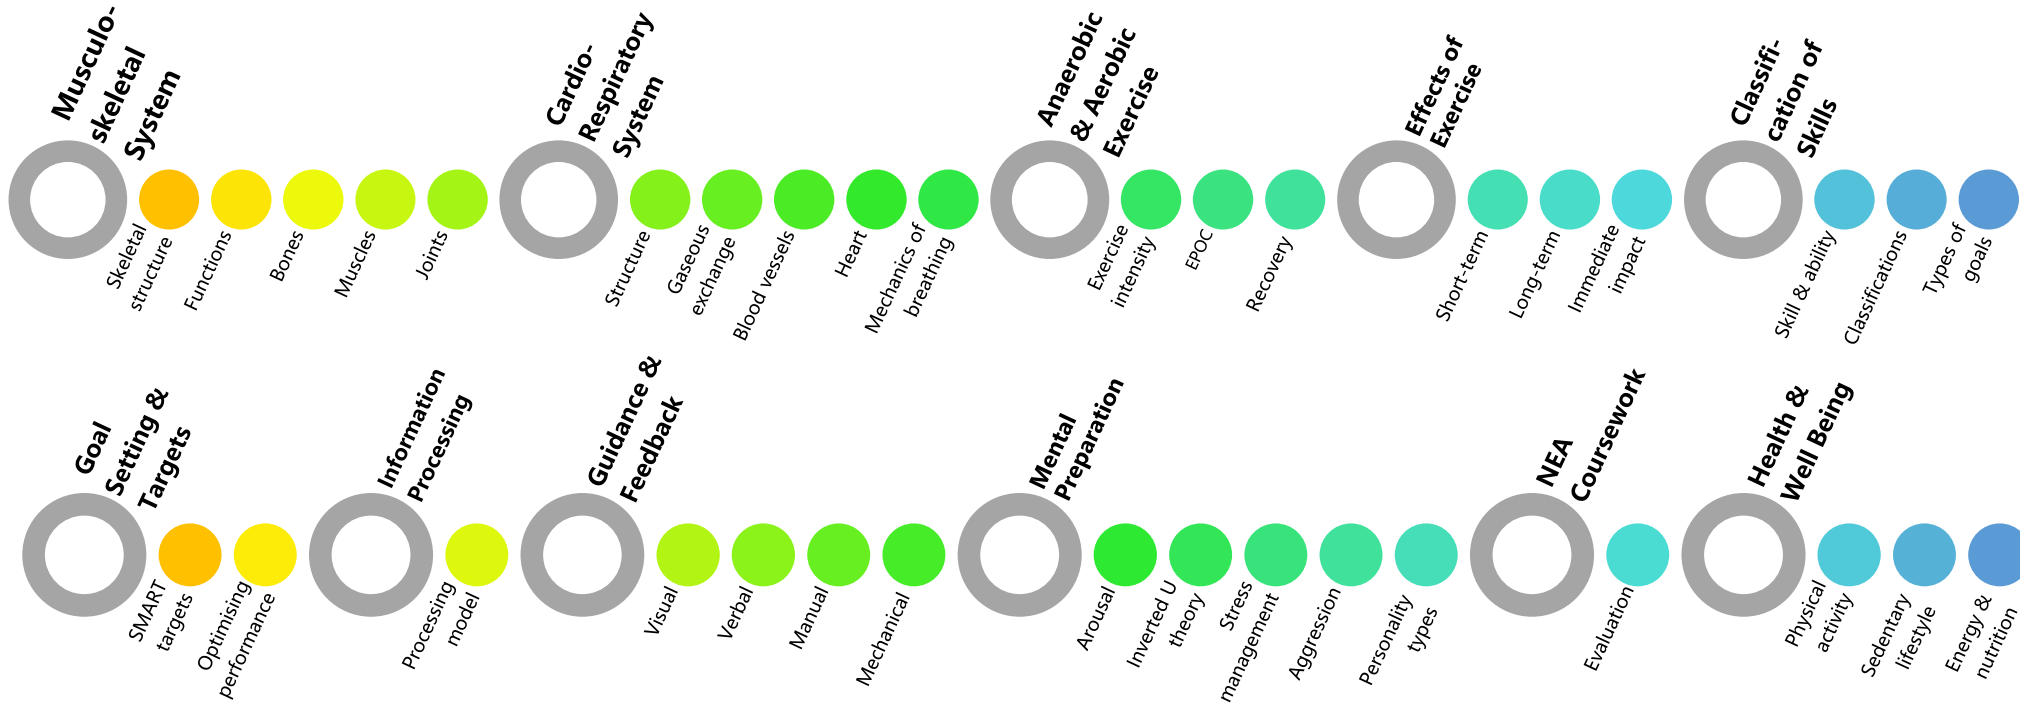 Musculo-
skeletal
System
Skeletal
structure
Functions
Bones
Muscles
Joints
Cardio-
Respiratory
System
Structure
Gaseous
exchange
Blood vessels
Heart
Mechanics of
breathing
Anaerobic
& Aerobic
Exercise
Exercise
intensity
EPOC
Recovery
Effects of
Exercise
Short-term
Long-term
Immediate
impact
Classifi-
cation of
Skills
Skill & ability
Classifications
Types of
goals
Goal
Setting &
Targets
SMART
targets
Optimising
performance
Information
Processing
Processing
model
Guidance &
Feedback
Visual
Verbal
Manual
Mechanical
Mental
Preparation
Arousal
Inverted U
theory
Stress
management
Aggression
Personality
types
NEA
Coursework
Evaluation
Health &
Well Being
Physical
activity
Sedentary
lifestyle
Energy &
nutrition